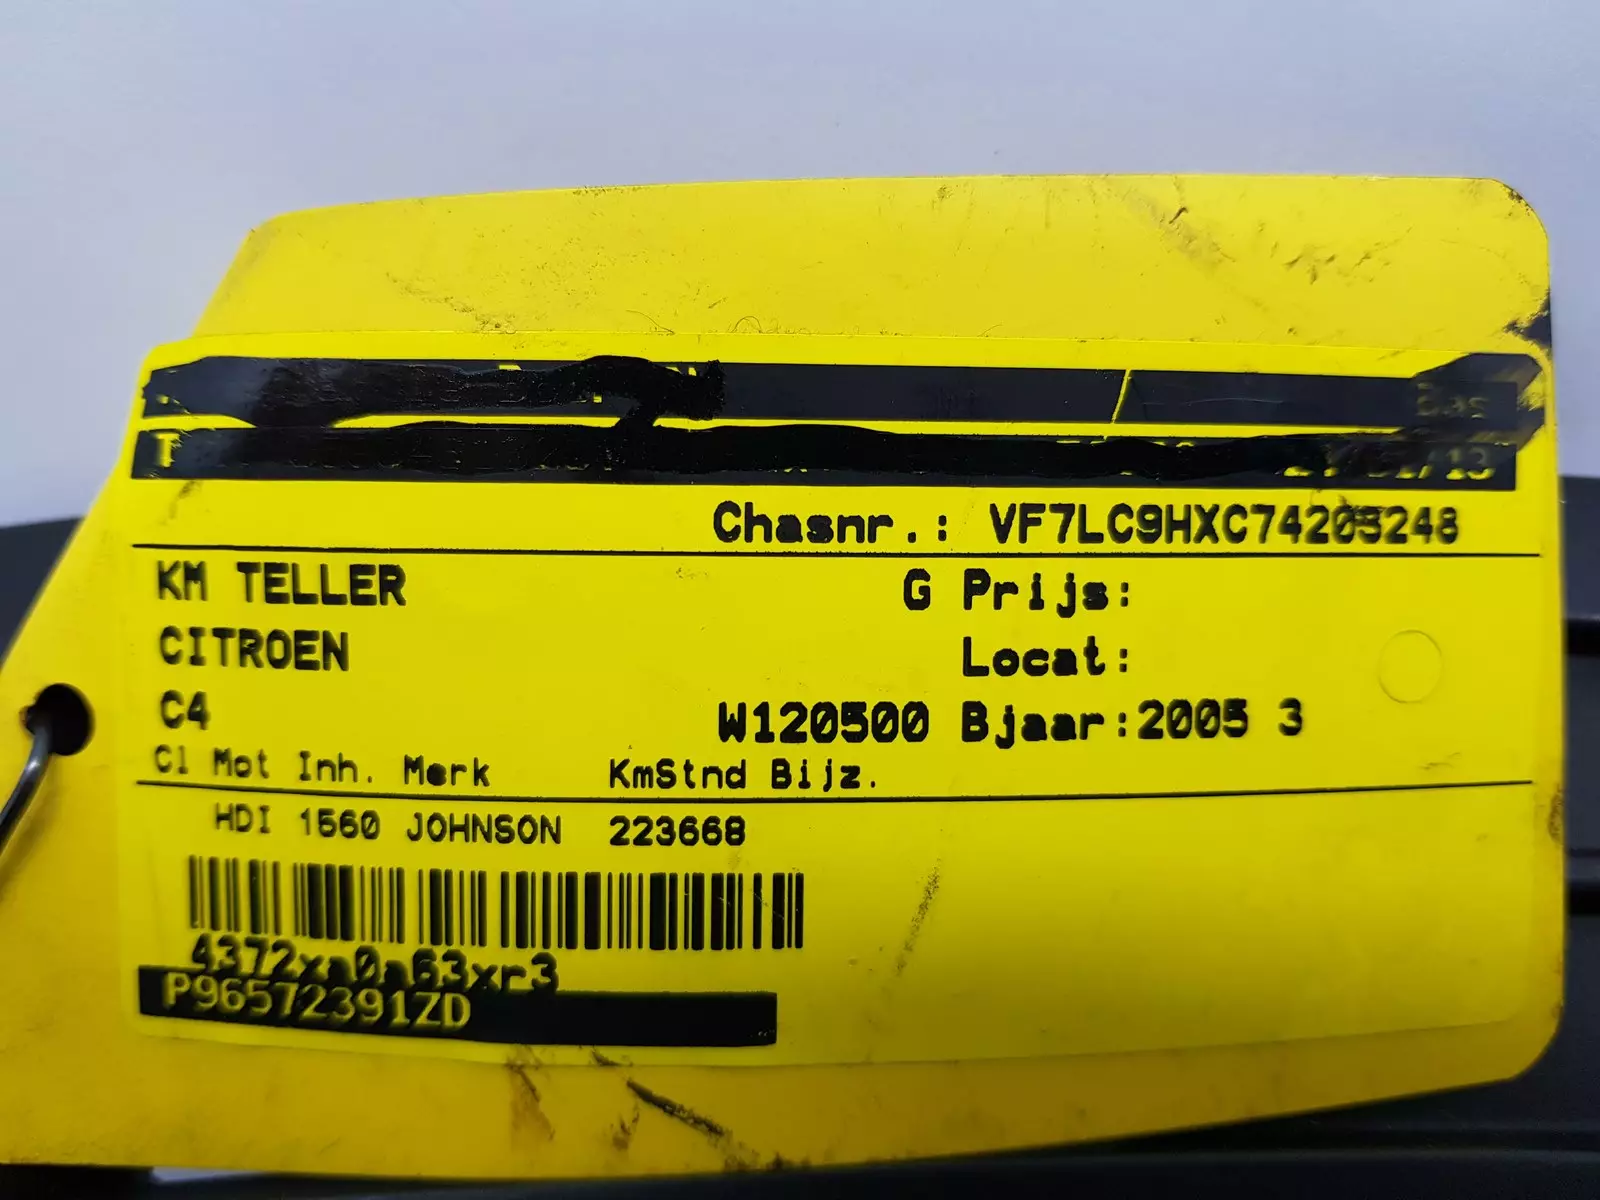 Chasnr.: VF7LC9HXC74205248
KM TELLER G Prijs:
CITROEN Locat:
C4 W120500 Bjaar:2005 3
Cl Mot Inh. Merk KmStnd Bijz.
HDI 1560 JOHNSON 223668
4372xa0a63xr3
P96572391ZD